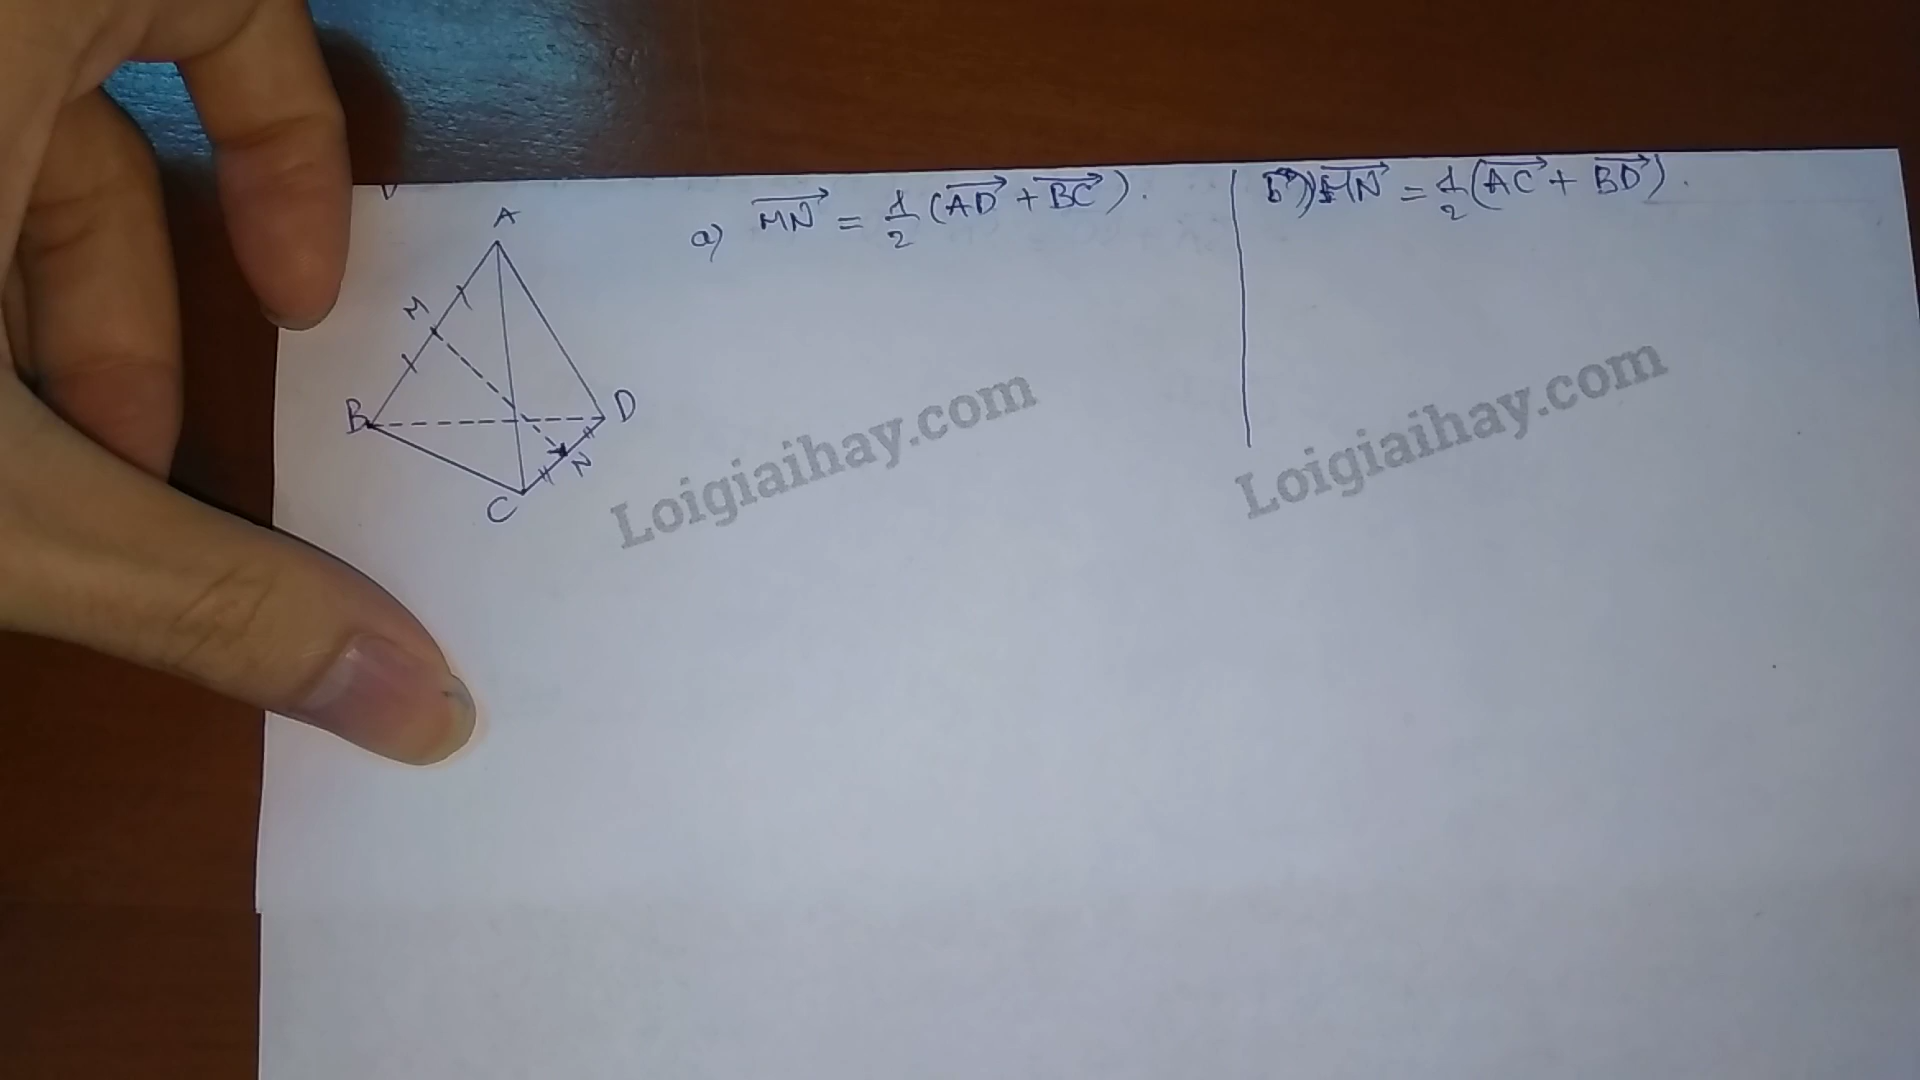 A
M
B
D
N
C
a) MN = 1/2 (AD + BC).
b) MN = 1/2 (AC + BD).
Loigiaihay.com
Loigiaihay.com